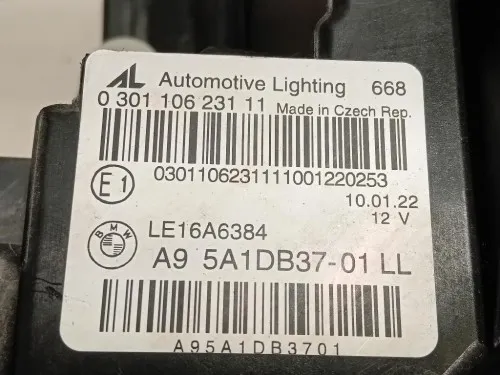 AL Automotive Lighting 668
0 301 106 231 11 Made in Czech Rep.
0301106231111001220253
E1
10.01.22
12 V
LE16A6384
BMW
A9 5A1DB37-01 LL
A95A1DB3701